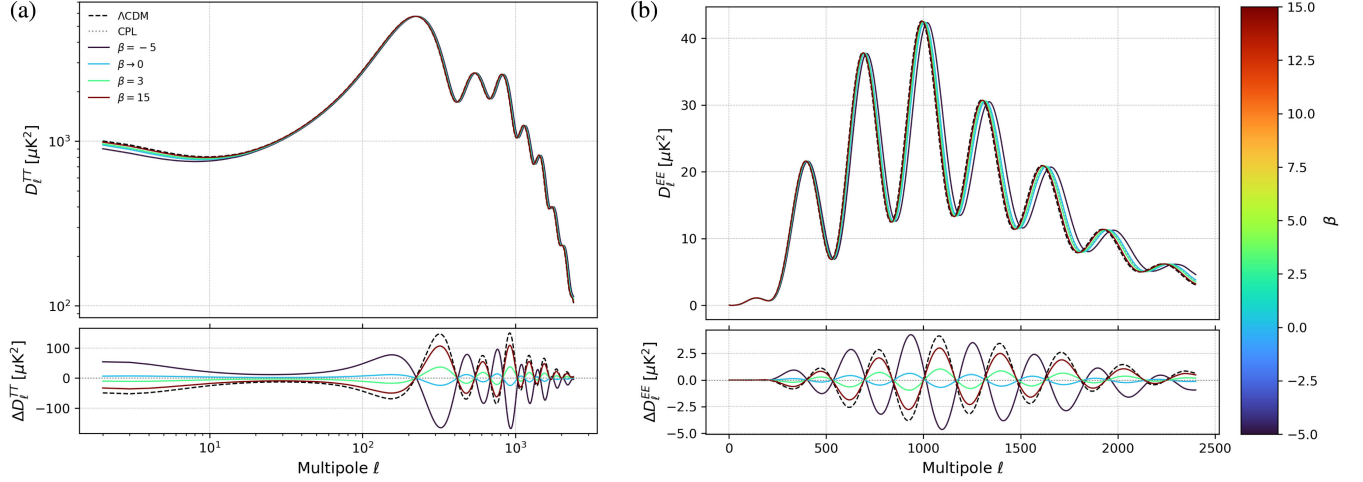 (a)
ΛCDM
CPL
β = −5
β → 0
β = 3
β = 15
10³
10²
D_ℓ^{TT} [μK²]
100
0
−100
ΔD_ℓ^{TT} [μK²]
10¹ 10² 10³
Multipole ℓ
(b)
40
30
20
10
0
D_ℓ^{EE} [μK²]
2.5
0.0
−2.5
−5.0
ΔD_ℓ^{EE} [μK²]
0 500 1000 1500 2000 2500
Multipole ℓ
15.0
12.5
10.0
7.5
5.0
2.5
0.0
−2.5
−5.0
β